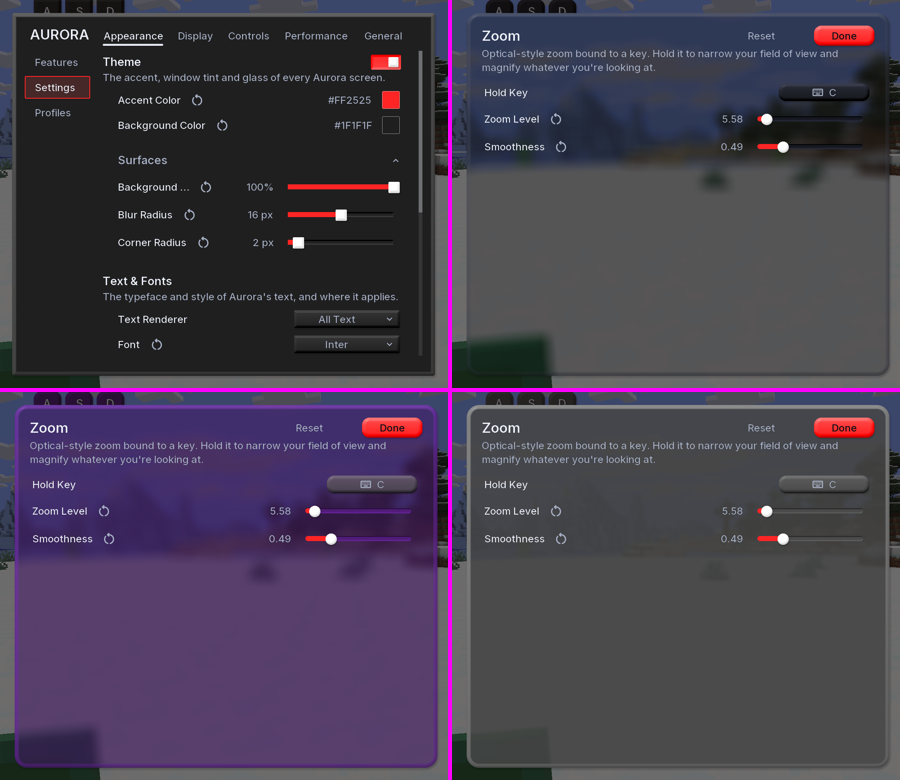 A S D
AURORA Appearance Display Controls Performance General
Features
Settings
Profiles
Theme
The accent, window tint and glass of every Aurora screen.
Accent Color #FF2525
Background Color #1F1F1F
Surfaces
Background ... 100%
Blur Radius 16 px
Corner Radius 2 px
Text & Fonts
The typeface and style of Aurora's text, and where it applies.
Text Renderer All Text
Font Inter
A S D
Zoom Reset Done
Optical-style zoom bound to a key. Hold it to narrow your field of view and
magnify whatever you're looking at.
Hold Key C
Zoom Level 5.58
Smoothness 0.49
A S D
Zoom Reset Done
Optical-style zoom bound to a key. Hold it to narrow your field of view and
magnify whatever you're looking at.
Hold Key C
Zoom Level 5.58
Smoothness 0.49
A S D
Zoom Reset Done
Optical-style zoom bound to a key. Hold it to narrow your field of view and
magnify whatever you're looking at.
Hold Key C
Zoom Level 5.58
Smoothness 0.49